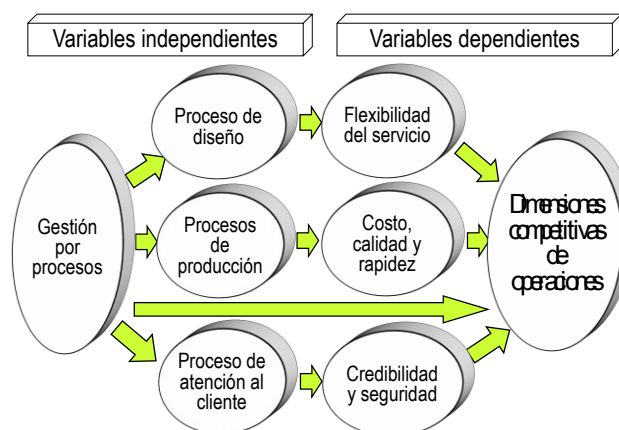 Variables independientes
Variables dependientes
Proceso de
diseño
Flexibilidad
del servicio
Gestión
por
procesos
Procesos
de
producción
Costo,
calidad y
rapidez
Dimensiones
competitivas
de
operaciones
Proceso de
atención al
cliente
Credibilidad
y seguridad